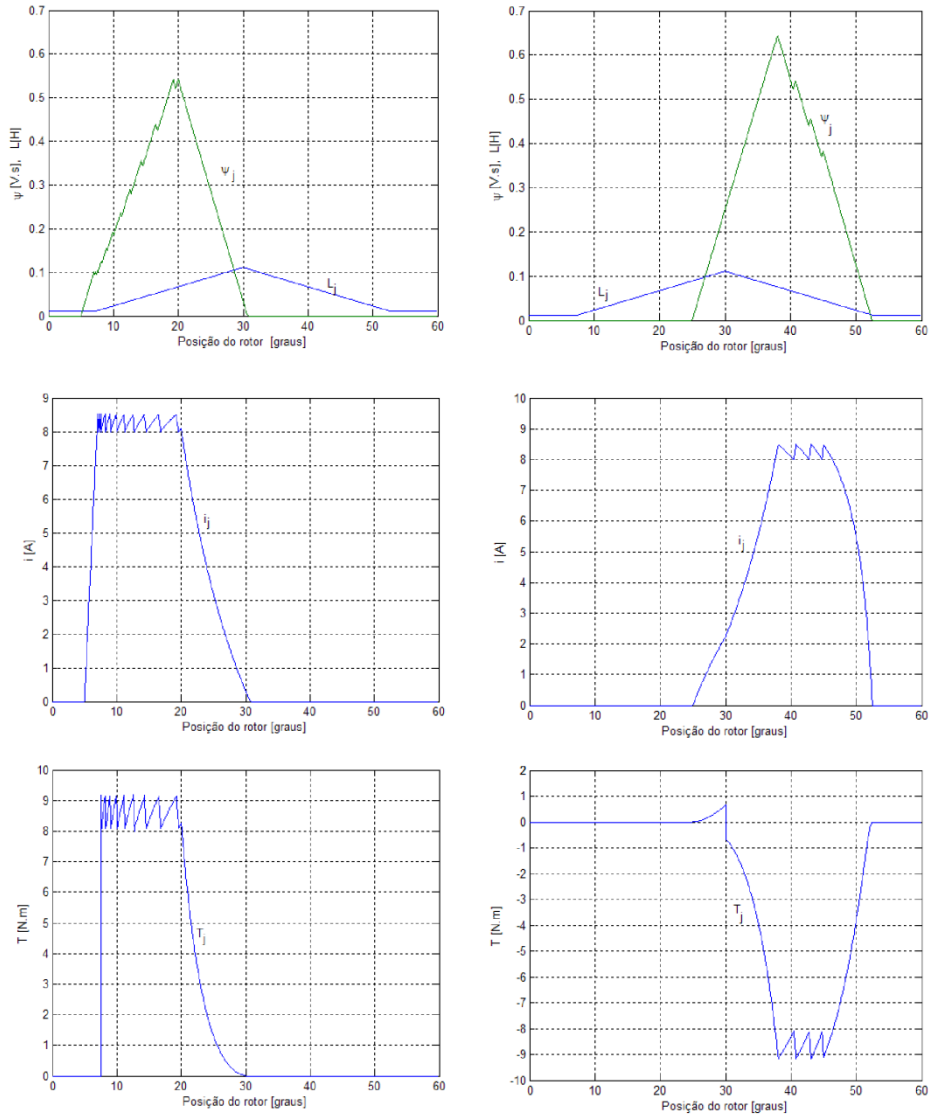 0.7
0.6
0.5
0.4
0.3
0.2
0.1
0
ψ [V.s], L[H]
Ψj
Lj
0 10 20 30 40 50 60
Posição do rotor [graus]
0.7
0.6
0.5
0.4
0.3
0.2
0.1
0
ψ [V.s], L[H]
Ψj
Lj
0 10 20 30 40 50 60
Posição do rotor [graus]
9
8
7
6
5
4
3
2
1
0
i [A]
ij
0 10 20 30 40 50 60
Posição do rotor [graus]
10
9
8
7
6
5
4
3
2
1
0
i [A]
ij
0 10 20 30 40 50 60
Posição do rotor [graus]
10
9
8
7
6
5
4
3
2
1
0
T [N.m]
Tj
0 10 20 30 40 50 60
Posição do rotor [graus]
2
1
0
-1
-2
-3
-4
-5
-6
-7
-8
-9
-10
T [N.m]
Tj
0 10 20 30 40 50 60
Posição do rotor [graus]